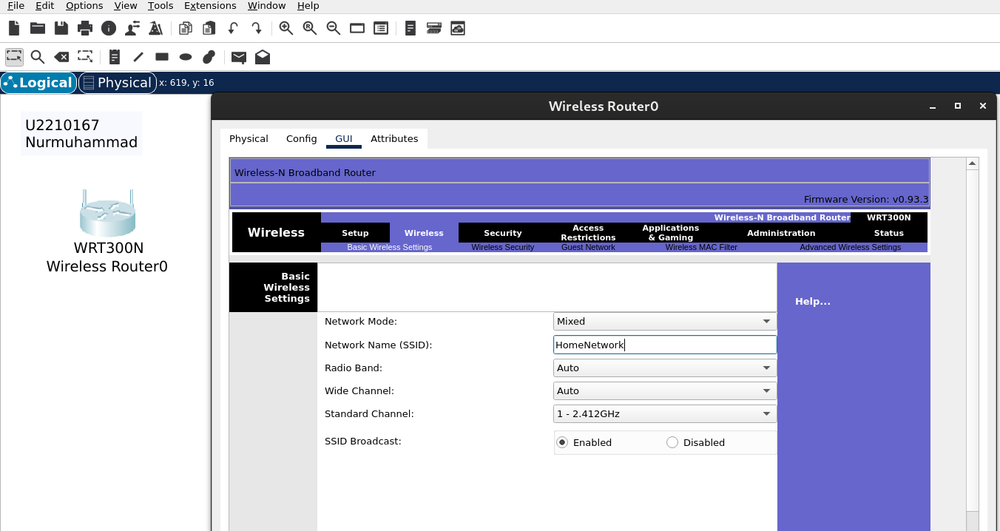 File Edit Options View Tools Extensions Window Help
Logical Physical x: 619, y: 16
U2210167
Nurmuhammad
WRT300N
Wireless Router0
Wireless Router0
Physical Config GUI Attributes
Wireless-N Broadband Router
Firmware Version: v0.93.3
Wireless-N Broadband Router WRT300N
Wireless
Setup Wireless Security Access Restrictions Applications & Gaming Administration Status
Basic Wireless Settings Wireless Security Guest Network Wireless MAC Filter Advanced Wireless Settings
Basic
Wireless
Settings
Help...
Network Mode: Mixed
Network Name (SSID): HomeNetwork
Radio Band: Auto
Wide Channel: Auto
Standard Channel: 1 - 2.412GHz
SSID Broadcast: Enabled Disabled